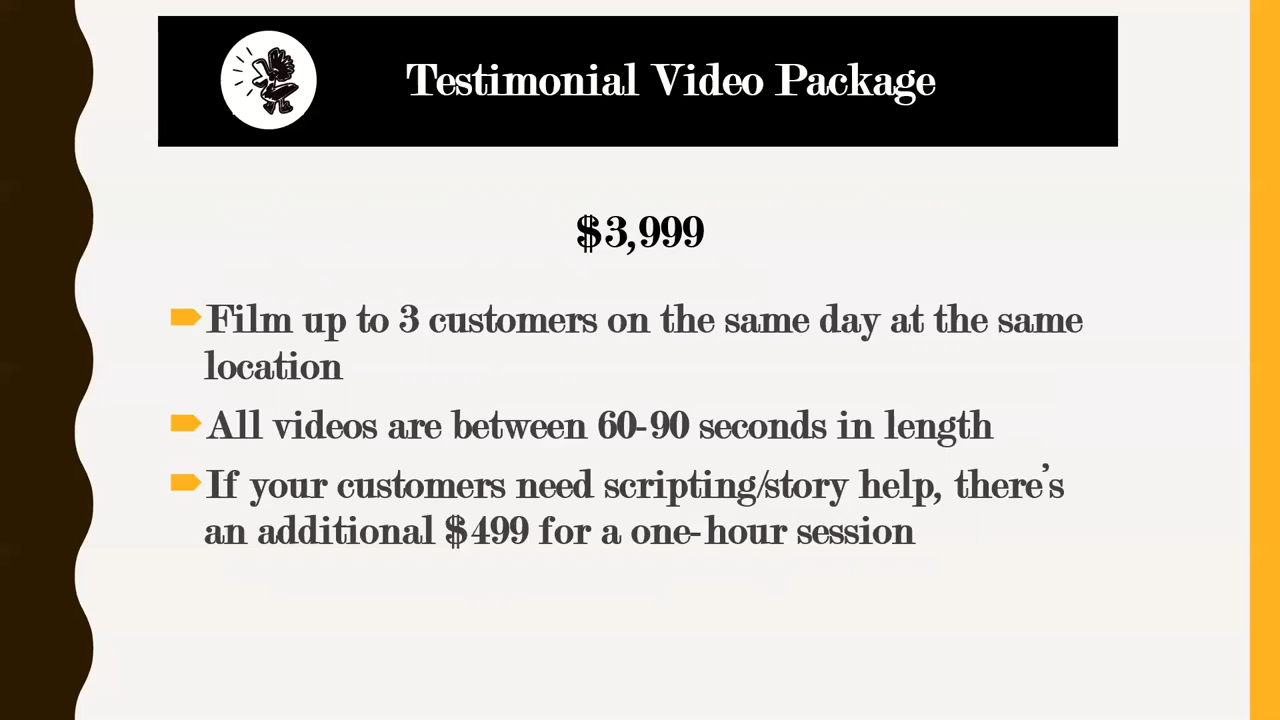 Testimonial Video Package
$3,999
Film up to 3 customers on the same day at the same
location
All videos are between 60-90 seconds in length
If your customers need scripting/story help, there’s
an additional $499 for a one-hour session